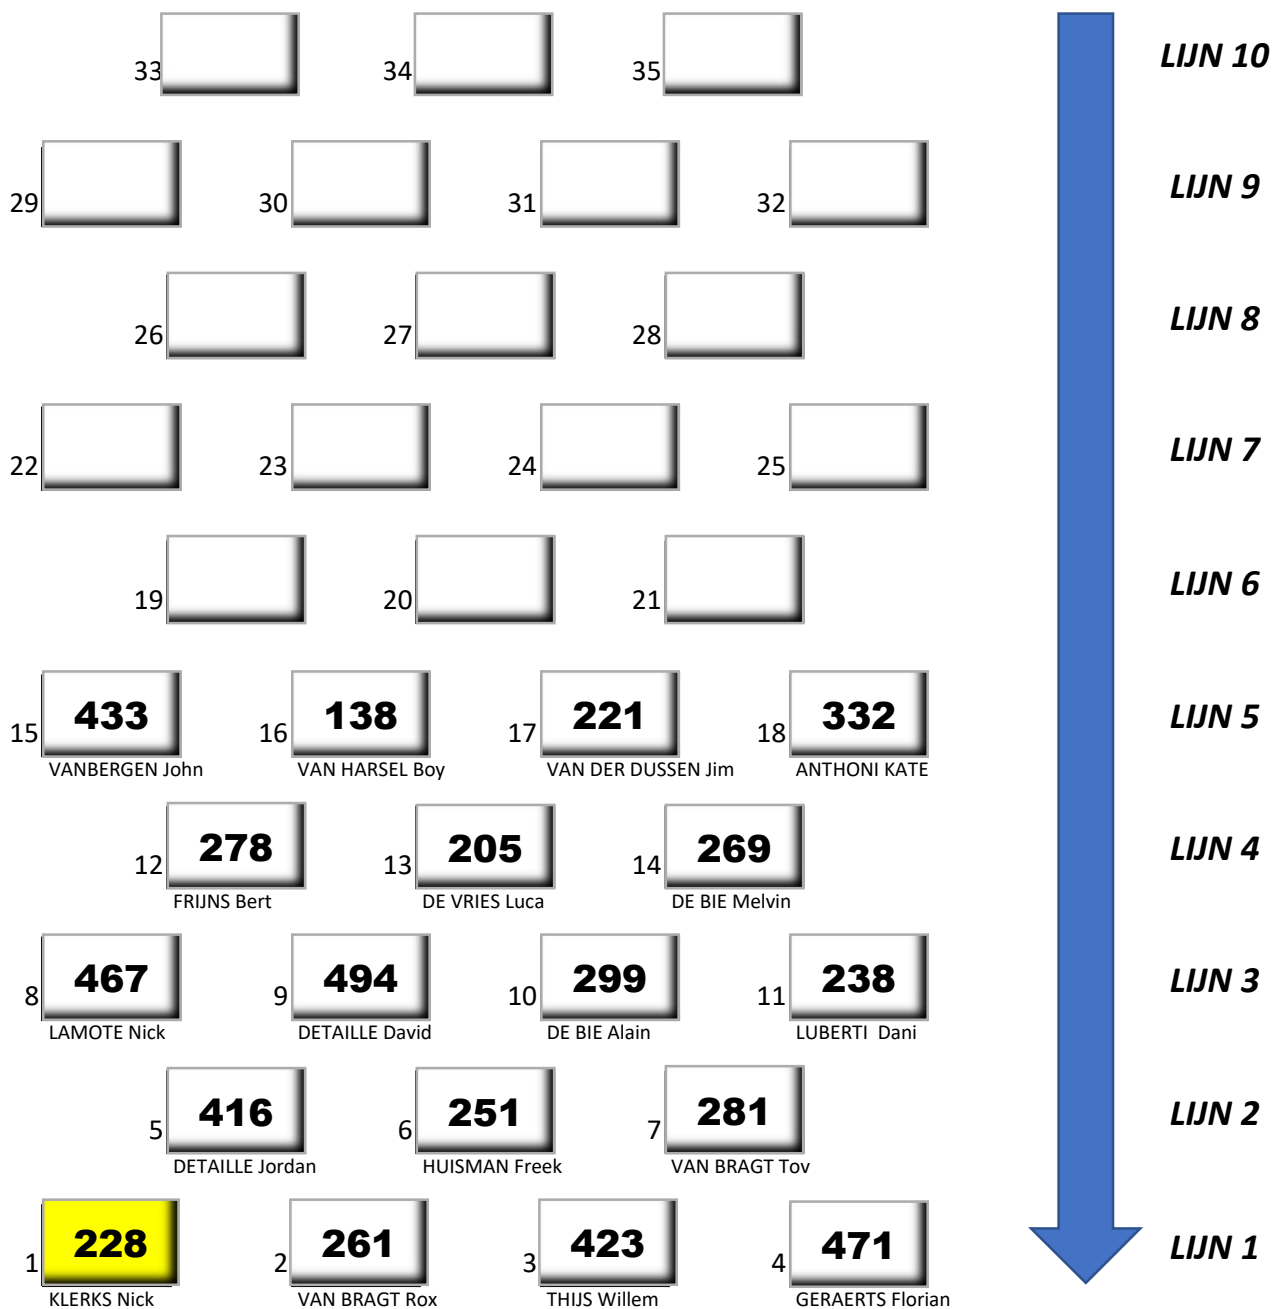 33 34 35 LIJN 10
29 30 31 32 LIJN 9
26 27 28 LIJN 8
22 23 24 25 LIJN 7
19 20 21 LIJN 6
15 433 16 138 17 221 18 332 LIJN 5
VANBERGEN John VAN HARSEL Boy VAN DER DUSSEN Jim ANTHONI KATE
12 278 13 205 14 269 LIJN 4
FRIJNS Bert DE VRIES Luca DE BIE Melvin
8 467 9 494 10 299 11 238 LIJN 3
LAMOTE Nick DETAILLE David DE BIE Alain LUBERTI Dani
5 416 6 251 7 281 LIJN 2
DETAILLE Jordan HUISMAN Freek VAN BRAGT Tov
1 228 2 261 3 423 4 471 LIJN 1
KLERKS Nick VAN BRAGT Rox THIJS Willem GERAERTS Florian